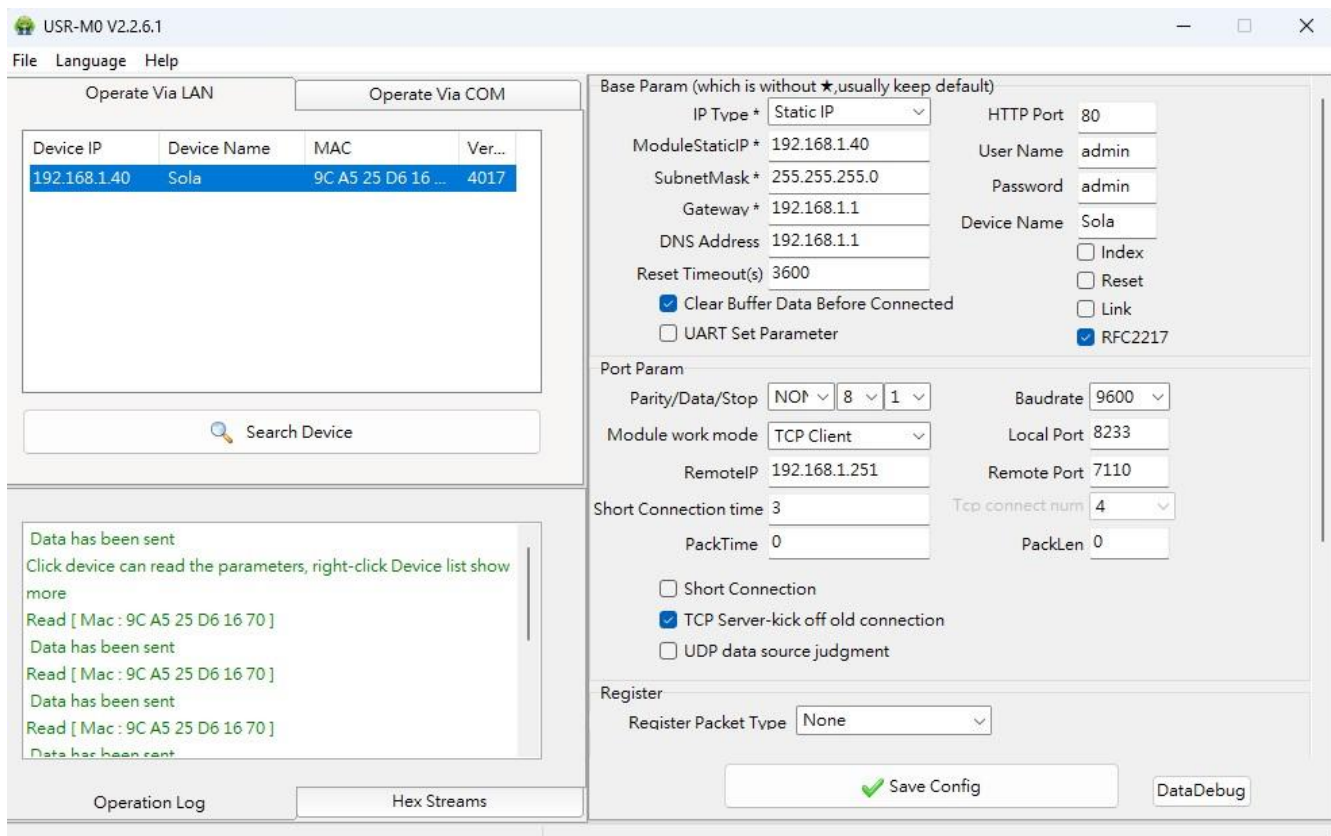 USR-M0 V2.2.6.1
File Language Help
Operate Via LAN
Operate Via COM
Device IP Device Name MAC Ver...
192.168.1.40 Sola 9C A5 25 D6 16 ... 4017
Search Device
Data has been sent
Click device can read the parameters, right-click Device list show
more
Read [ Mac : 9C A5 25 D6 16 70 ]
Data has been sent
Read [ Mac : 9C A5 25 D6 16 70 ]
Data has been sent
Read [ Mac : 9C A5 25 D6 16 70 ]
Data has been sent
Operation Log
Hex Streams
Base Param (which is without ★,usually keep default)
IP Type * Static IP
HTTP Port 80
ModuleStaticIP * 192.168.1.40
User Name admin
SubnetMask * 255.255.255.0
Password admin
Gateway * 192.168.1.1
Device Name Sola
DNS Address 192.168.1.1
Index
Reset Timeout(s) 3600
Reset
Clear Buffer Data Before Connected
Link
UART Set Parameter
RFC2217
Port Param
Parity/Data/Stop NON 8 1
Baudrate 9600
Module work mode TCP Client
Local Port 8233
RemoteIP 192.168.1.251
Remote Port 7110
Short Connection time 3
Tcp connect num 4
PackTime 0
PackLen 0
Short Connection
TCP Server-kick off old connection
UDP data source judgment
Register
Register Packet Type None
Save Config
DataDebug